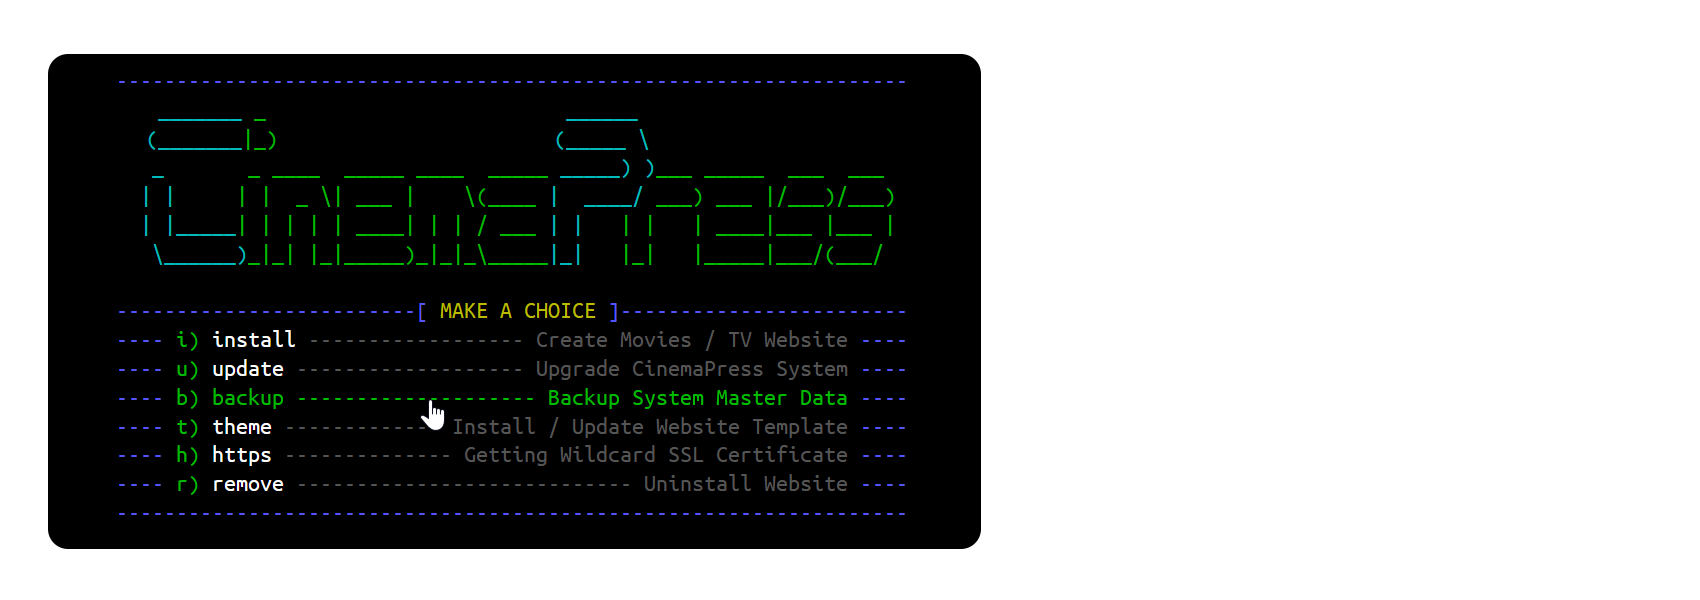 CinemaPress
[ MAKE A CHOICE ]
---- i) install ------------------ Create Movies / TV Website ----
---- u) update ------------------- Upgrade CinemaPress System ----
---- b) backup -------------------- Backup System Master Data ----
---- t) theme ------------- Install / Update Website Template ----
---- h) https -------------- Getting Wildcard SSL Certificate ----
---- r) remove ---------------------------- Uninstall Website ----